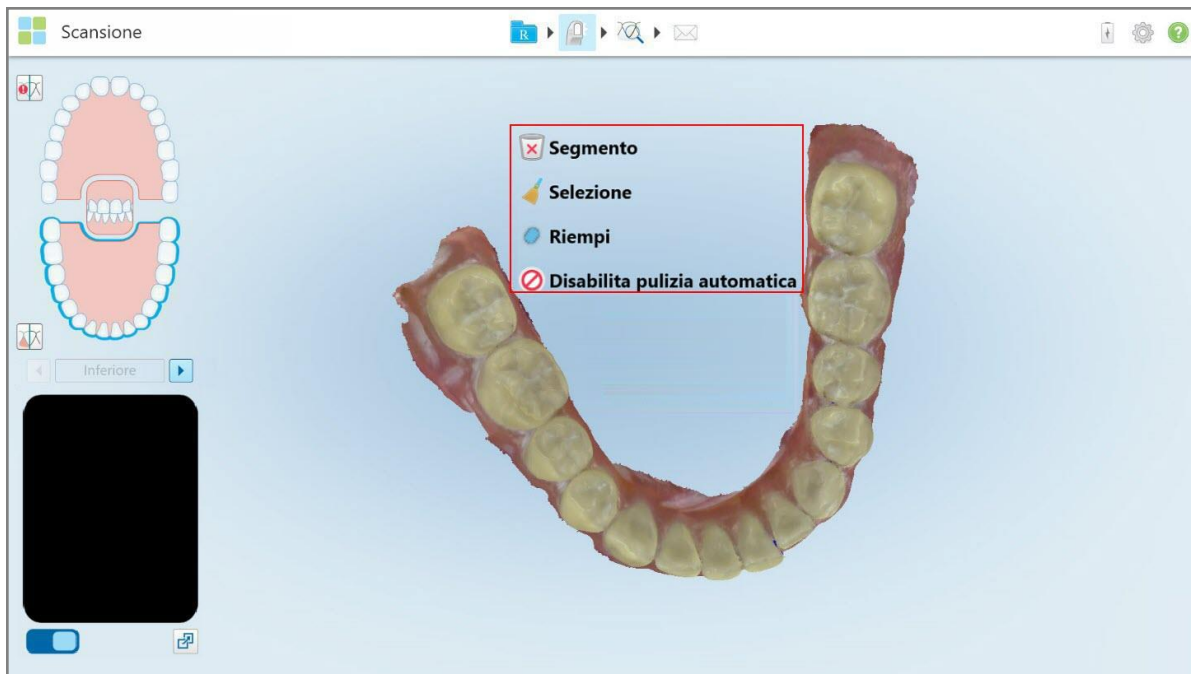 Scansione
R
Segmento
Selezione
Riempi
Disabilita pulizia automatica
Inferiore